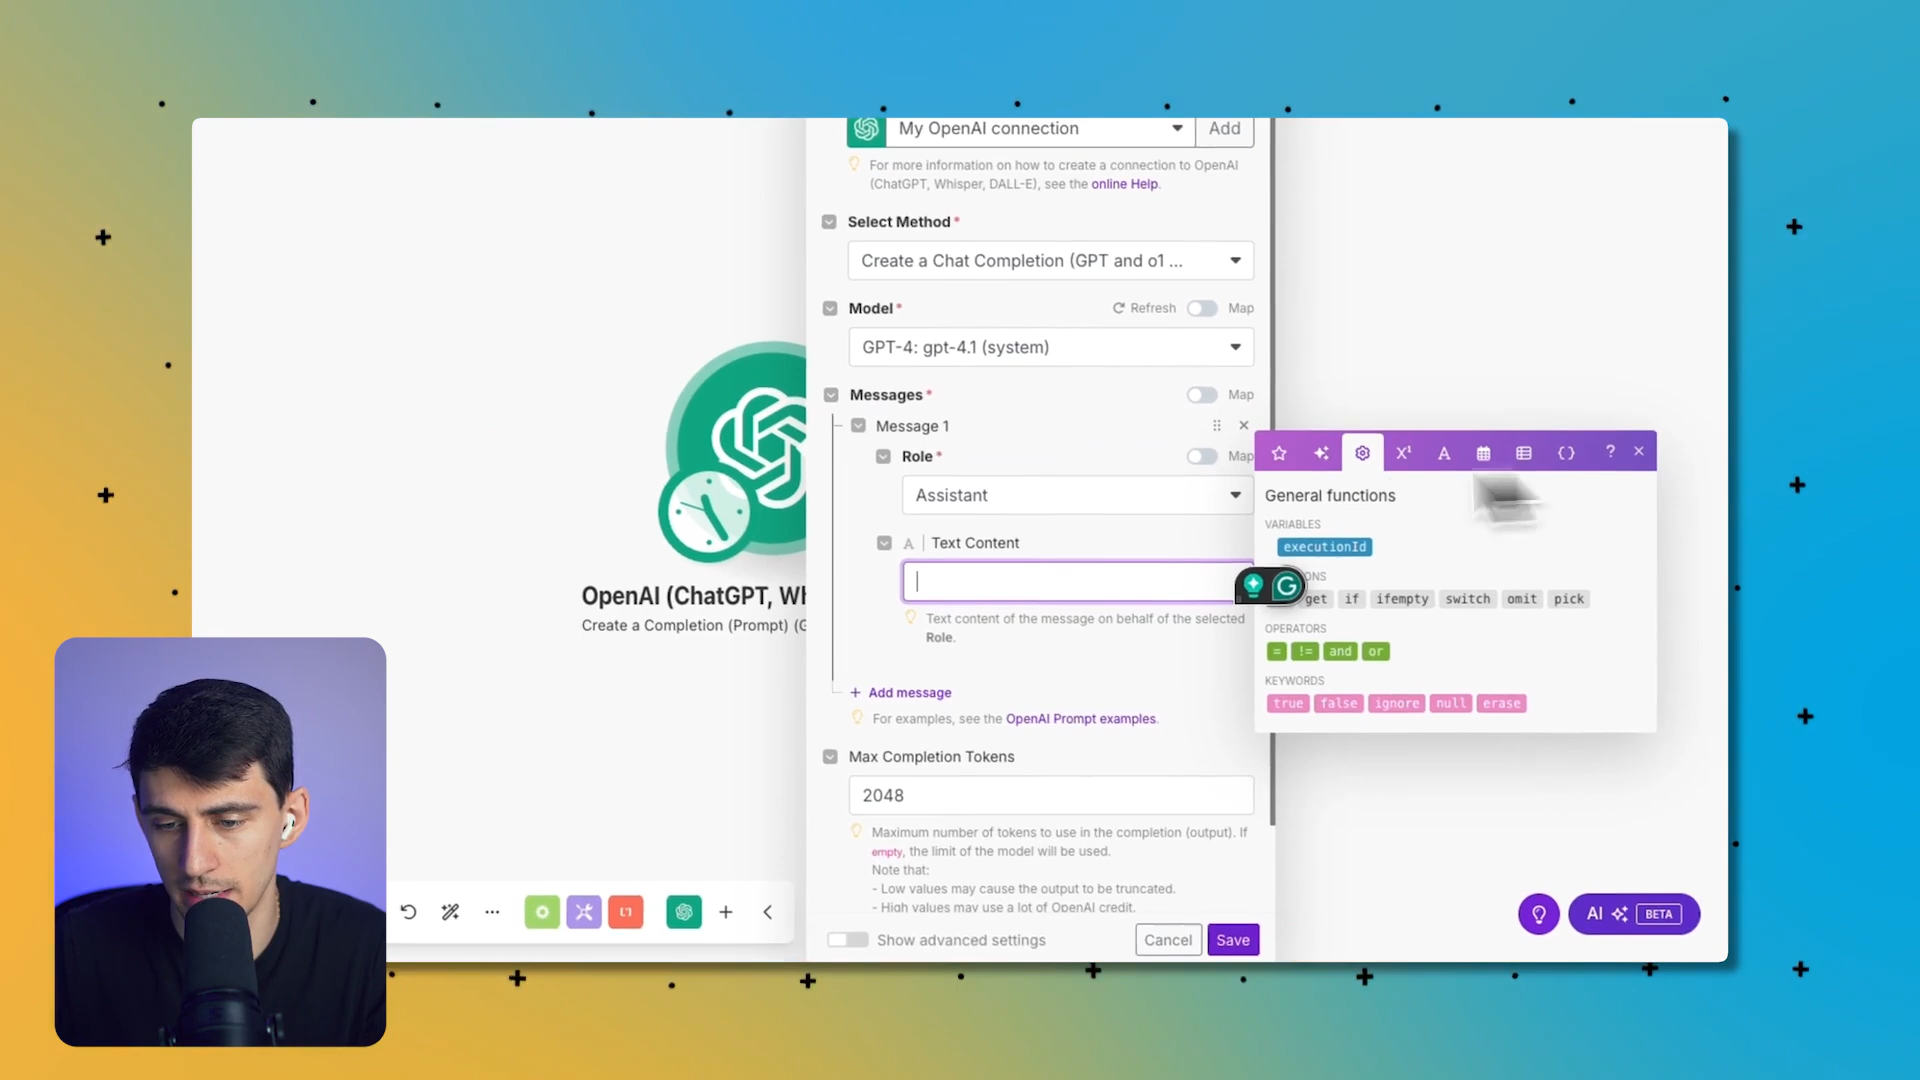 My OpenAI connection
Add
For more information on how to create a connection to OpenAI
(ChatGPT, Whisper, DALL-E), see the online Help.
Select Method *
Create a Chat Completion (GPT and o1 ...
Model *
Refresh
Map
GPT-4: gpt-4.1 (system)
Messages *
Map
Message 1
Role *
Map
Assistant
A | Text Content
Text content of the message on behalf of the selected
Role.
+ Add message
For examples, see the OpenAI Prompt examples.
Max Completion Tokens
2048
Maximum number of tokens to use in the completion (output). If
empty, the limit of the model will be used.
Note that:
- Low values may cause the output to be truncated.
- High values may use a lot of OpenAI credit.
Show advanced settings
Cancel
Save
OpenAI (ChatGPT, Wh
Create a Completion (Prompt) (G
X¹ A { } ?
General functions
VARIABLES
executionId
ONS
get if ifempty switch omit pick
OPERATORS
= != and or
KEYWORDS
true false ignore null erase
AI BETA